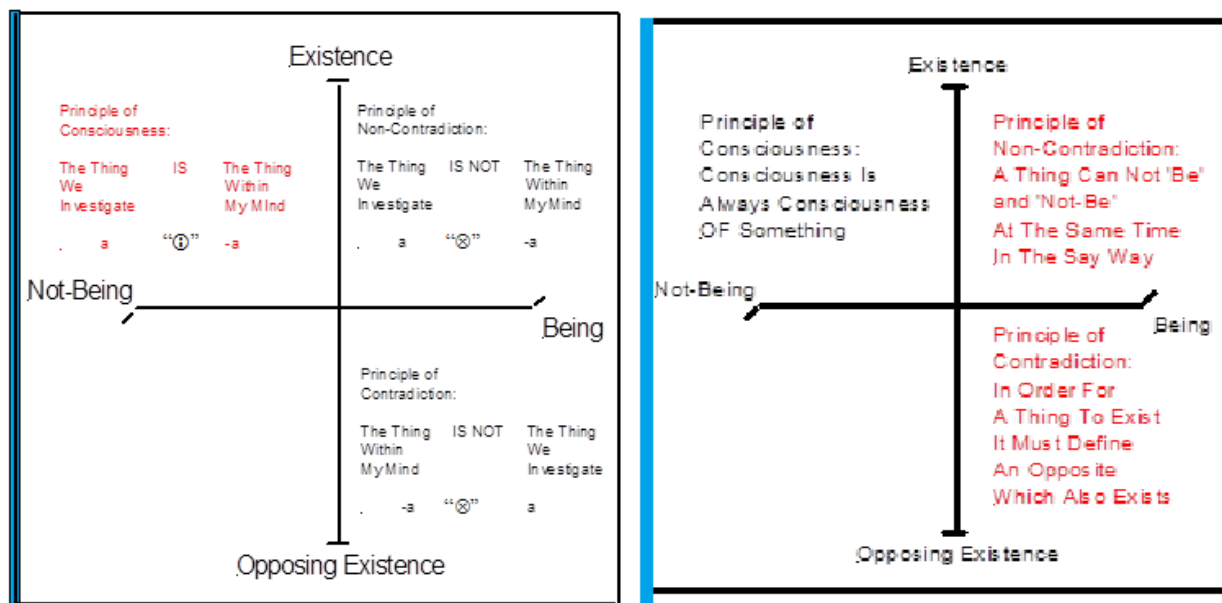 Existence
Principle of
Consciousness:
The Thing IS The Thing
We Within
Investigate My MInd
. a “ⓘ” -a
Principle of
Non-Contradiction:
The Thing IS NOT The Thing
We Within
Investigate My MInd
. a “⊗” -a
Not-Being
Being
Principle of
Contradiction:
The Thing IS NOT The Thing
Within We
My Mind Investigate
. -a “⊗” a
Opposing Existence
Existence
Principle of
Consciousness:
Consciousness Is
Always Consciousness
OF Something
Principle of
Non-Contradiction:
A Thing Can Not "Be"
and "Not-Be"
At The Same Time
In The Say Way
Not-Being
Being
Principle of
Contradiction:
In Order For
A Thing To Exist
It Must Define
An Opposite
Which Also Exists
Opposing Existence